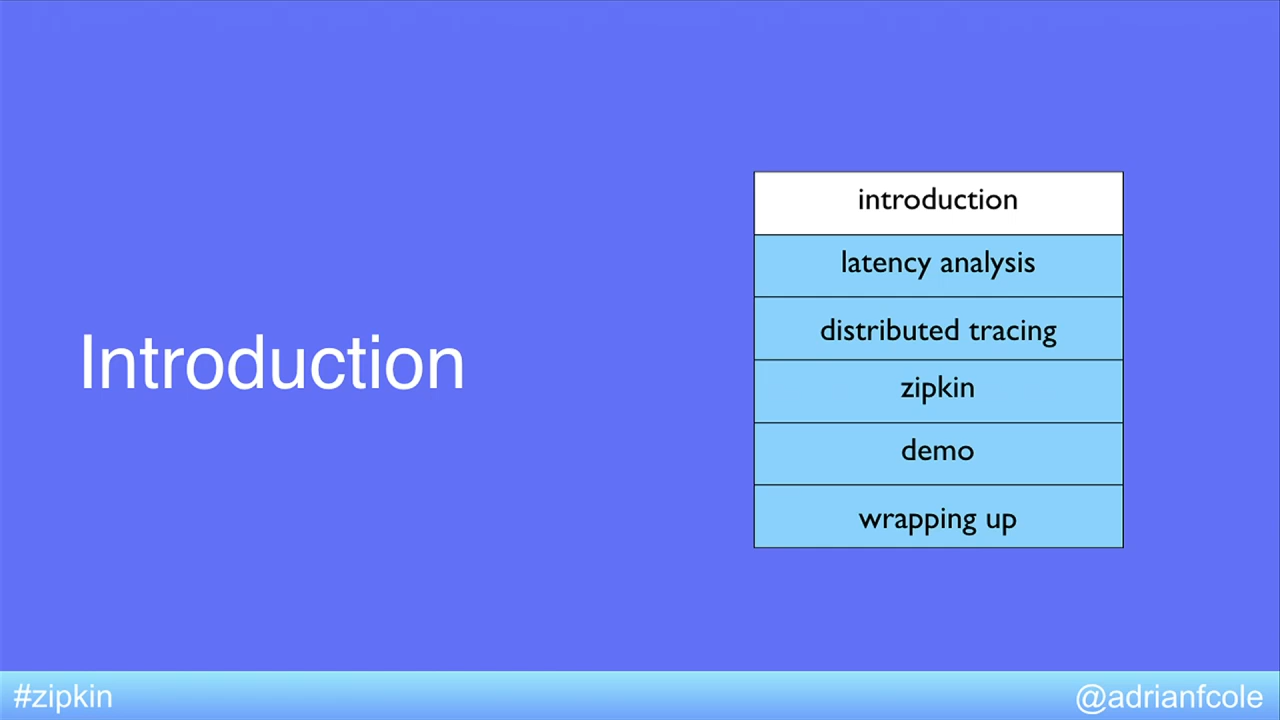 Introduction
introduction
latency analysis
distributed tracing
zipkin
demo
wrapping up
#zipkin
@adrianfcole